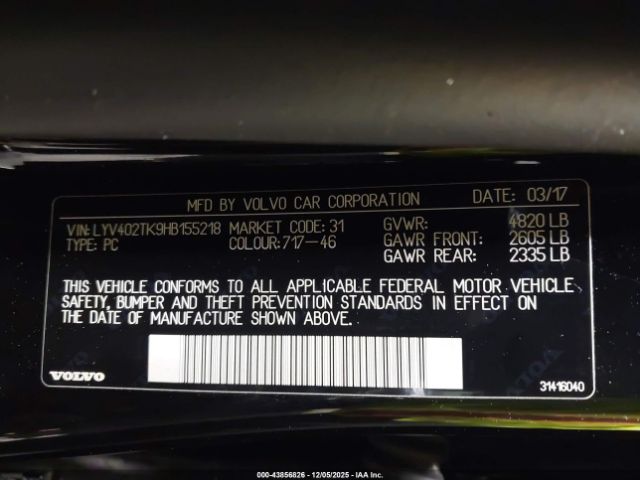 MFD BY VOLVO CAR CORPORATION DATE: 03/17
VIN: LYV402TK9HB155218 MARKET CODE: 31 GVWR: 4820 LB
TYPE: PC COLOUR: 717-46 GAWR FRONT: 2605 LB
GAWR REAR: 2335 LB
THIS VEHICLE CONFORMS TO ALL APPLICABLE FEDERAL MOTOR VEHICLE
SAFETY, BUMPER AND THEFT PREVENTION STANDARDS IN EFFECT ON
THE DATE OF MANUFACTURE SHOWN ABOVE.
VOLVO 31416040
000-43856826 - 12/05/2025 - IAA Inc.